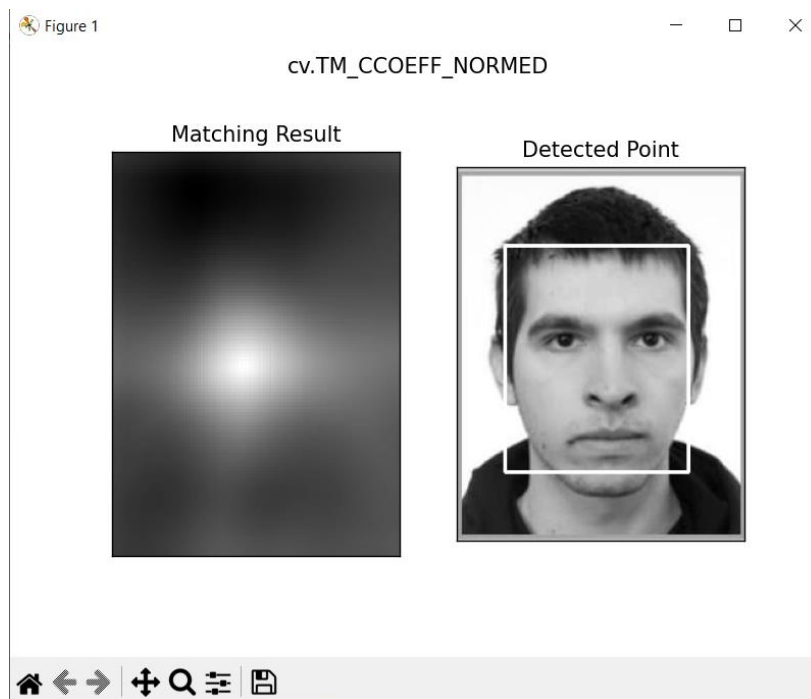 Figure 1
cv.TM_CCOEFF_NORMED
Matching Result
Detected Point